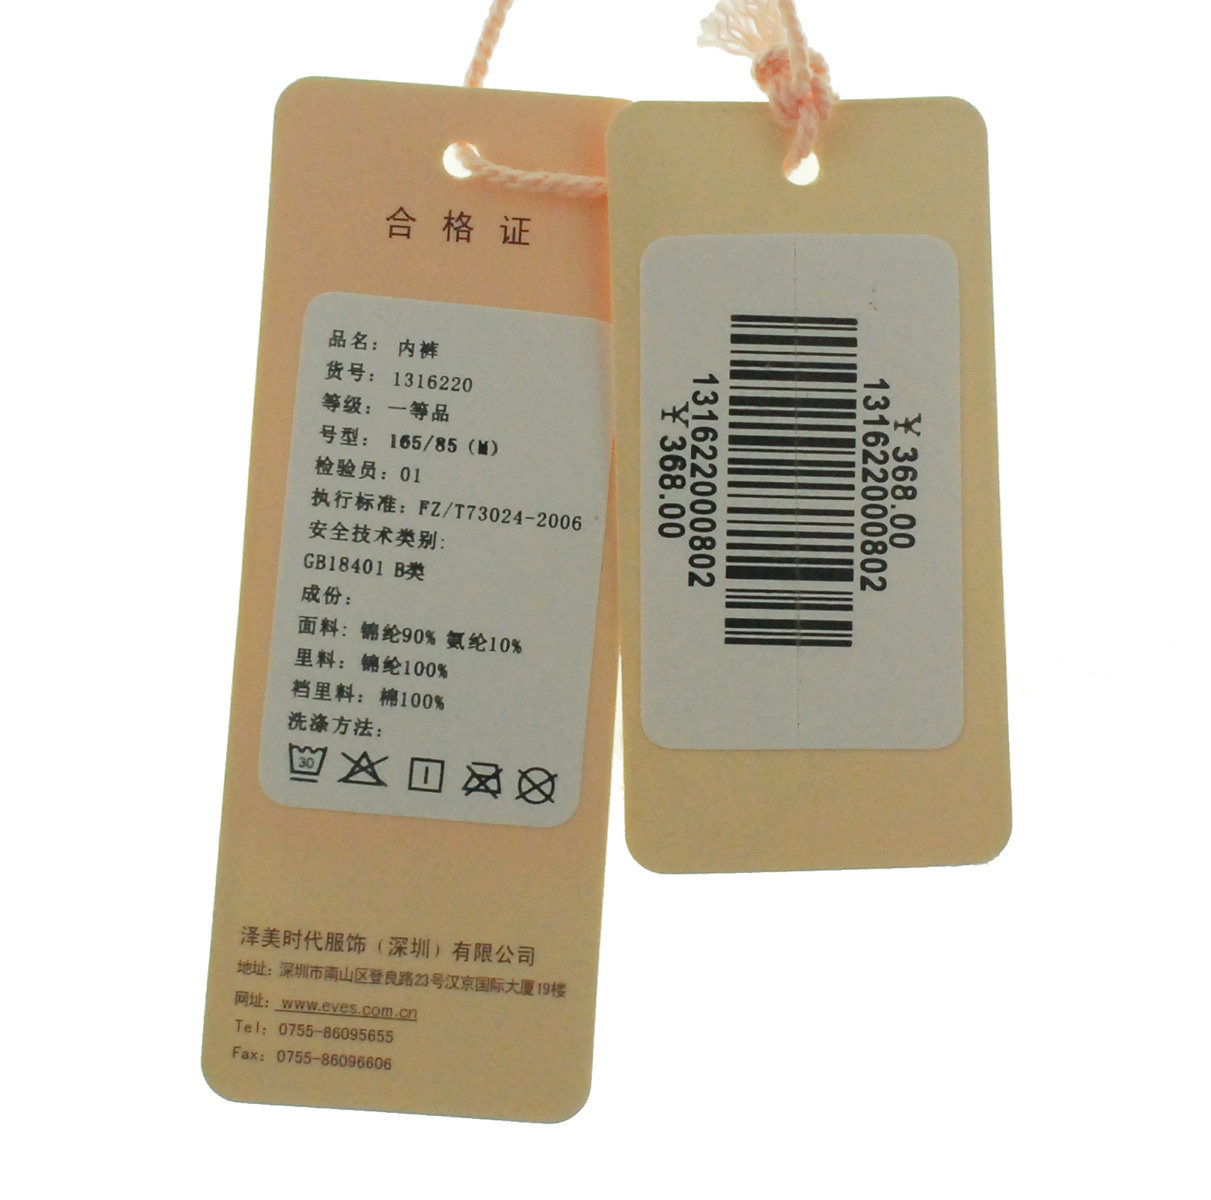 合格证
品名：内裤
货号：1316220
等级：一等品
号型：165/85（M）
检验员：01
执行标准：FZ/T73024-2006
安全技术类别:
GB18401 B类
成份：
面料：锦纶90% 氨纶10%
里料：锦纶100%
裆里料：棉100%
洗涤方法：
30
泽美时代服饰（深圳）有限公司
地址：深圳市南山区登良路23号汉京国际大厦19楼
网址：www.eves.com.cn
Tel：0755-86095655
Fax：0755-86096606
¥368.00
1316220000802
1316220000802
¥368.00